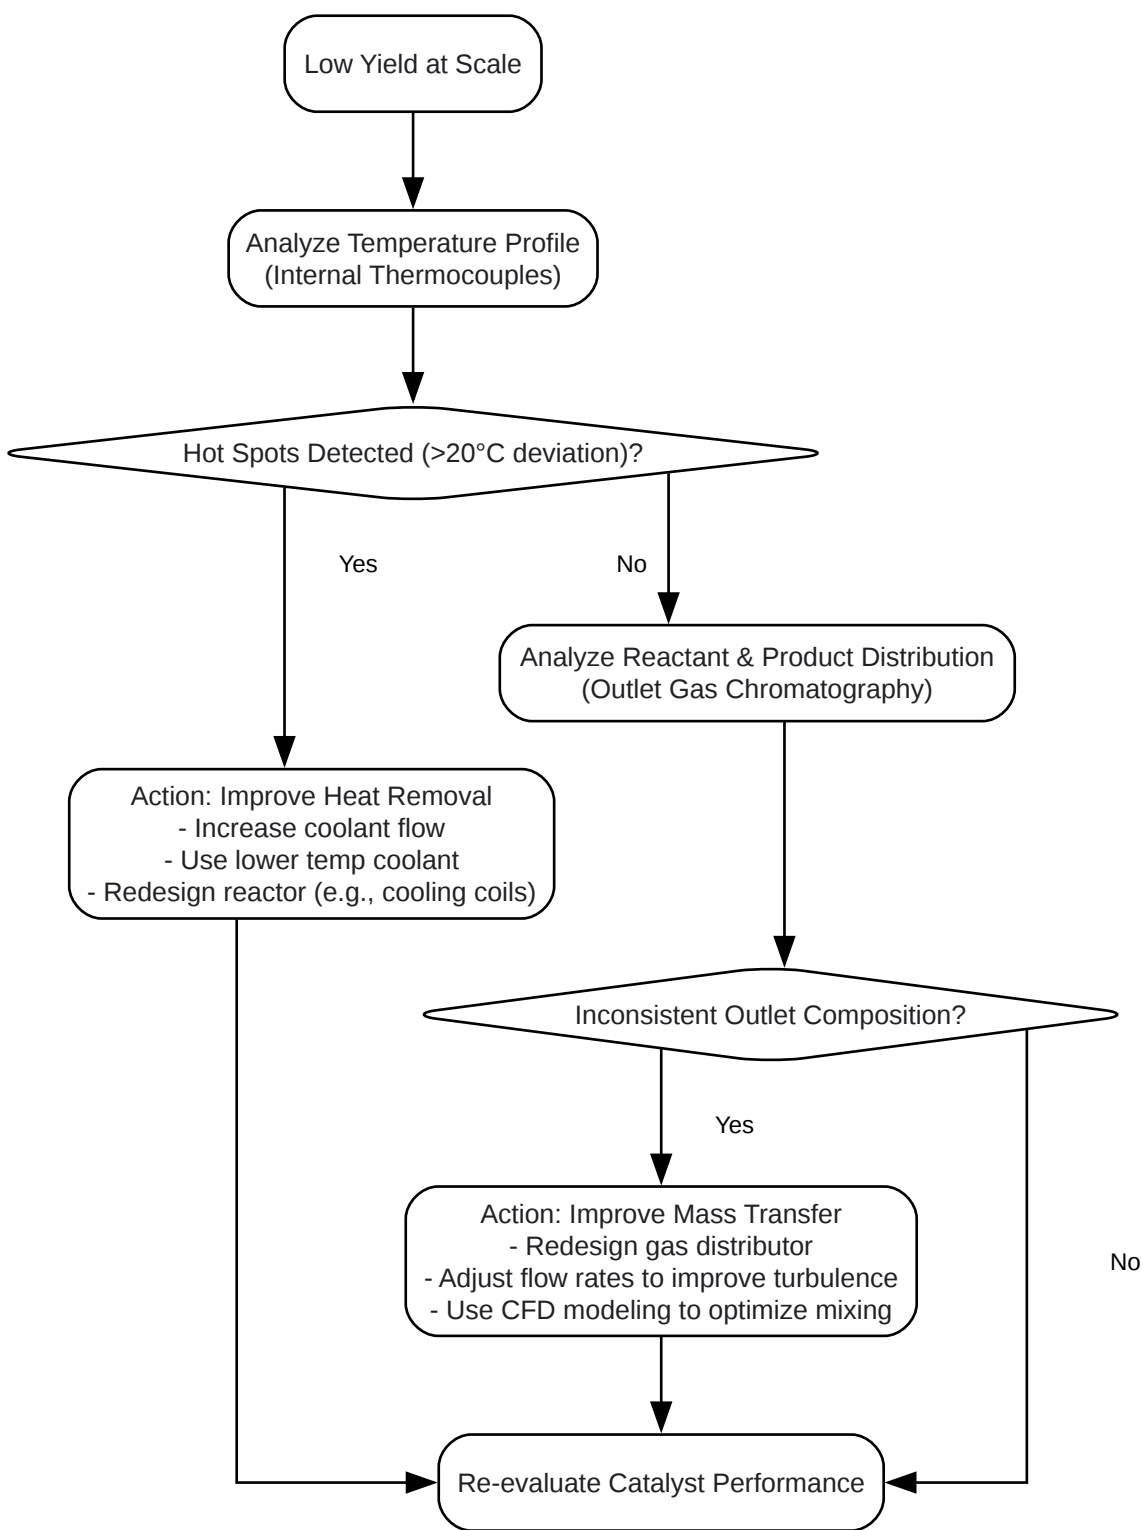 Low Yield at Scale
Analyze Temperature Profile
(Internal Thermocouples)
Hot Spots Detected (>20°C deviation)?
Yes
No
Analyze Reactant & Product Distribution
(Outlet Gas Chromatography)
Action: Improve Heat Removal
- Increase coolant flow
- Use lower temp coolant
- Redesign reactor (e.g., cooling coils)
Inconsistent Outlet Composition?
Yes
Action: Improve Mass Transfer
- Redesign gas distributor
- Adjust flow rates to improve turbulence
- Use CFD modeling to optimize mixing
No
Re-evaluate Catalyst Performance